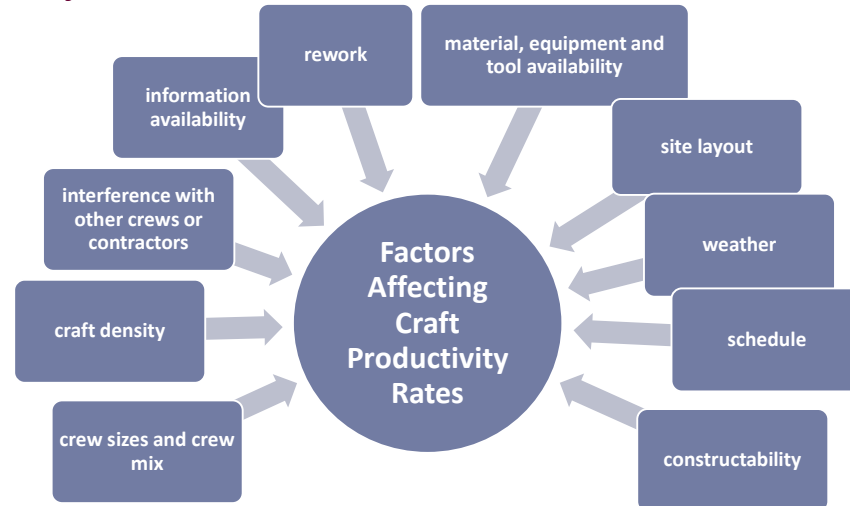 rework
material, equipment and
tool availability
information
availability
site layout
interference with
other crews or
contractors
weather
Factors
Affecting
Craft
Productivity
Rates
craft density
schedule
crew sizes and crew
mix
constructability